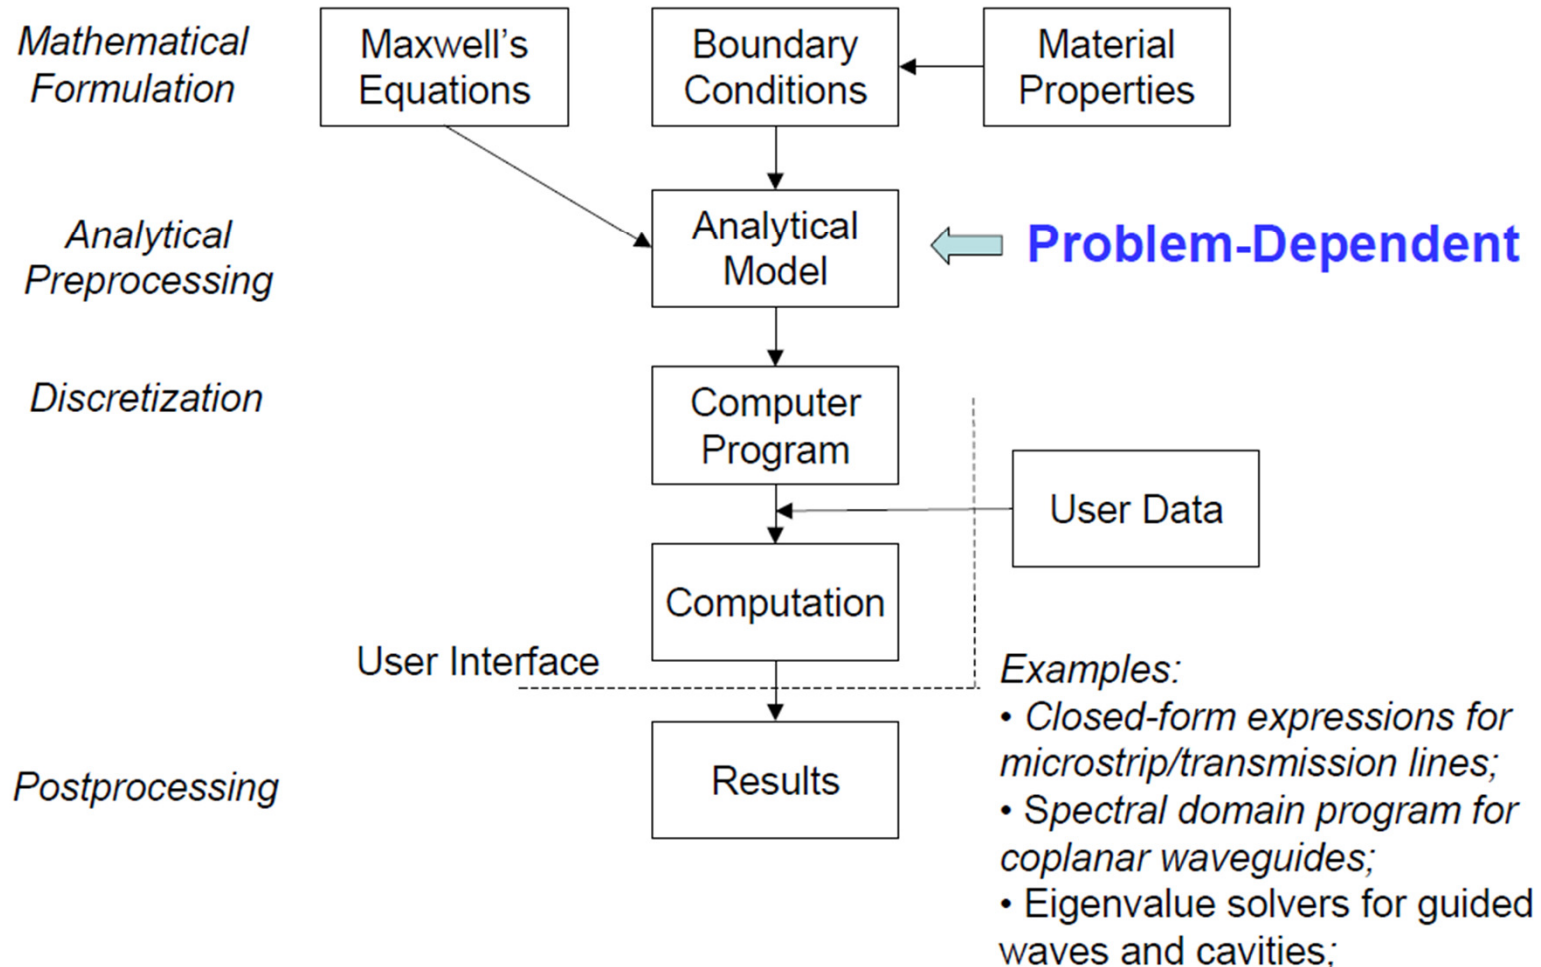 Mathematical
Formulation
Maxwell's
Equations
Boundary
Conditions
Material
Properties
Analytical
Preprocessing
Analytical
Model
Problem-Dependent
Discretization
Computer
Program
User Data
Computation
User Interface
Postprocessing
Results
Examples:
• Closed-form expressions for
microstrip/transmission lines;
• Spectral domain program for
coplanar waveguides;
• Eigenvalue solvers for guided
waves and cavities;